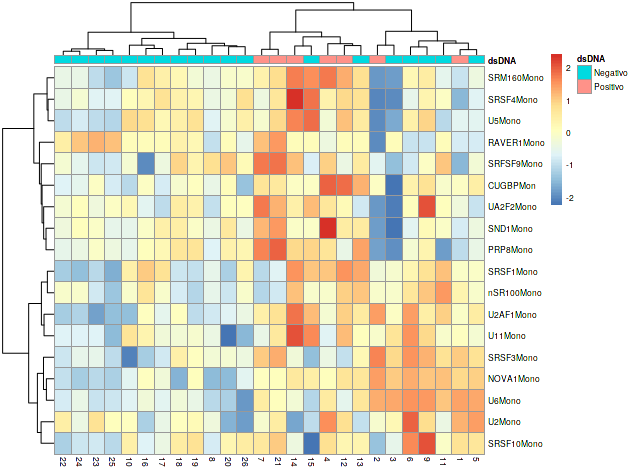 dsDNA
dsDNA
Negativo
Positivo
2
1
0
-1
-2
SRM160Mono
SRSF4Mono
U5Mono
RAVER1Mono
SRFSF9Mono
CUGBPMon
UA2F2Mono
SND1Mono
PRP8Mono
SRSF1Mono
nSR100Mono
U2AF1Mono
U11Mono
SRSF3Mono
NOVA1Mono
U6Mono
U2Mono
SRSF10Mono
22 24 23 25 10 16 17 18 19 8 20 26 7 21 14 15 4 12 13 2 3 6 9 11 1 5